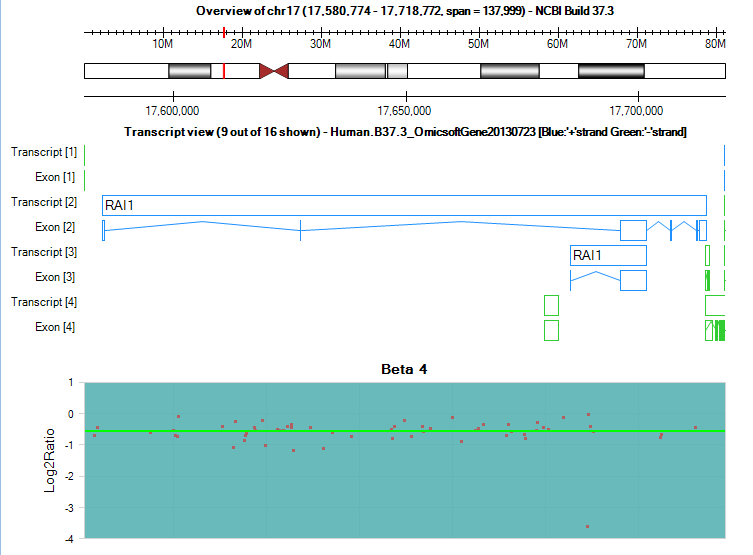 Overview of chr17 (17,580,774 - 17,718,772, span = 137,999) - NCBI Build 37.3
10M 20M 30M 40M 50M 60M 70M 80M
17,600,000 17,650,000 17,700,000
Transcript view (9 out of 16 shown) - Human.B37.3_OmicsoftGene20130723 [Blue:'+'strand Green:'-'strand]
Transcript [1]
Exon [1]
Transcript [2] RAI1
Exon [2]
Transcript [3] RAI1
Exon [3]
Transcript [4]
Exon [4]
Beta 4
Log2Ratio
1
0
-1
-2
-3
-4